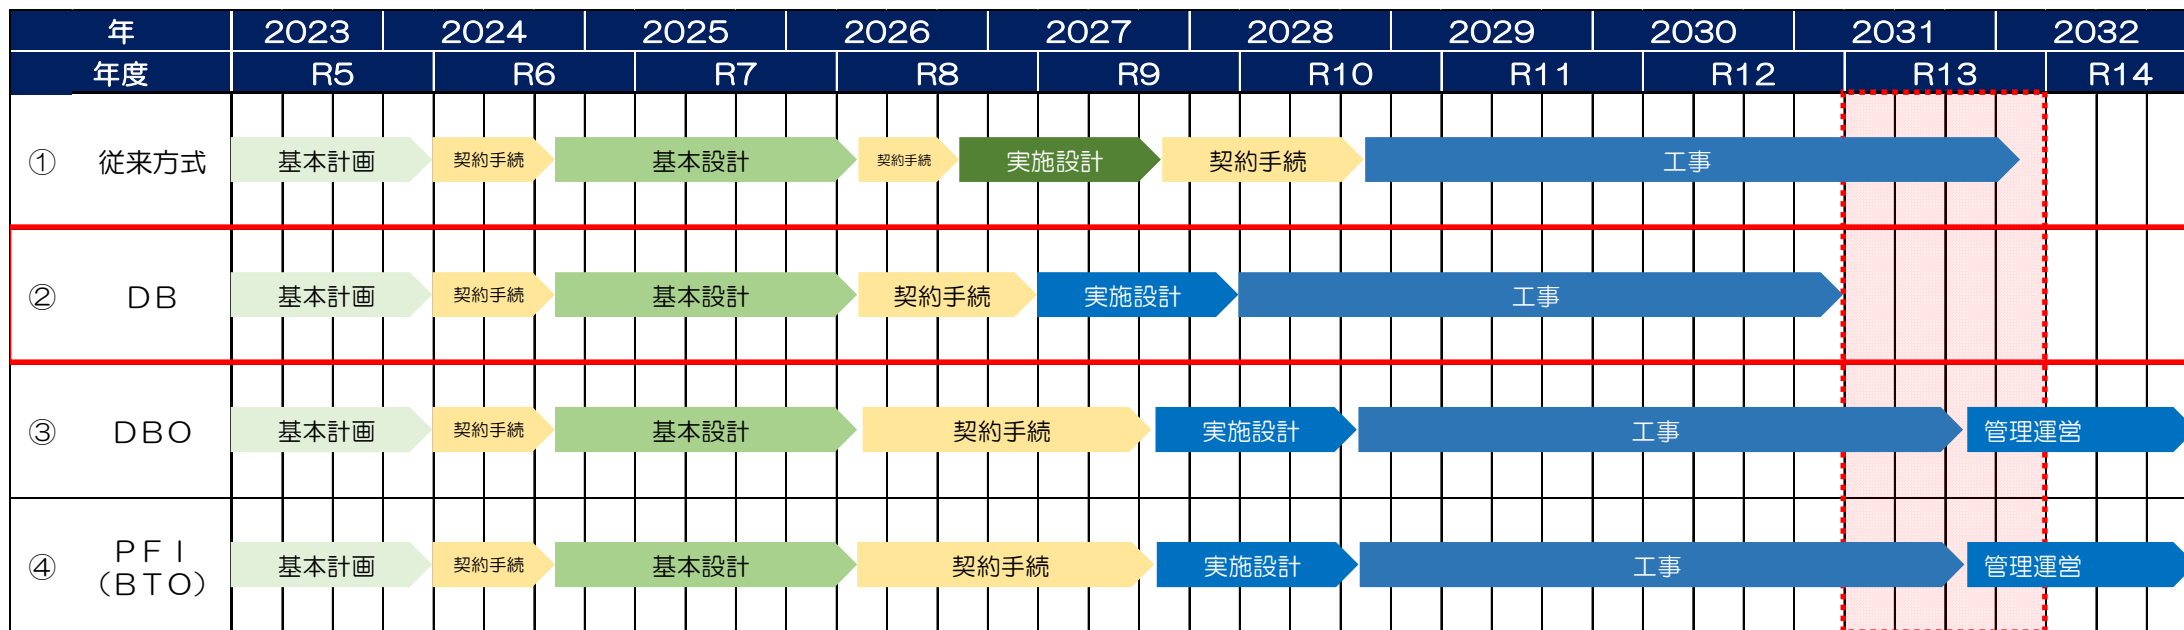 年 2023 2024 2025 2026 2027 2028 2029 2030 2031 2032
年度 R5 R6 R7 R8 R9 R10 R11 R12 R13 R14
① 従来方式 基本計画 契約手続 基本設計 契約手続 実施設計 契約手続 工事
② DB 基本計画 契約手続 基本設計 契約手続 実施設計 工事
③ DBO 基本計画 契約手続 基本設計 契約手続 実施設計 工事 管理運営
④ PFI（BTO） 基本計画 契約手続 基本設計 契約手続 実施設計 工事 管理運営